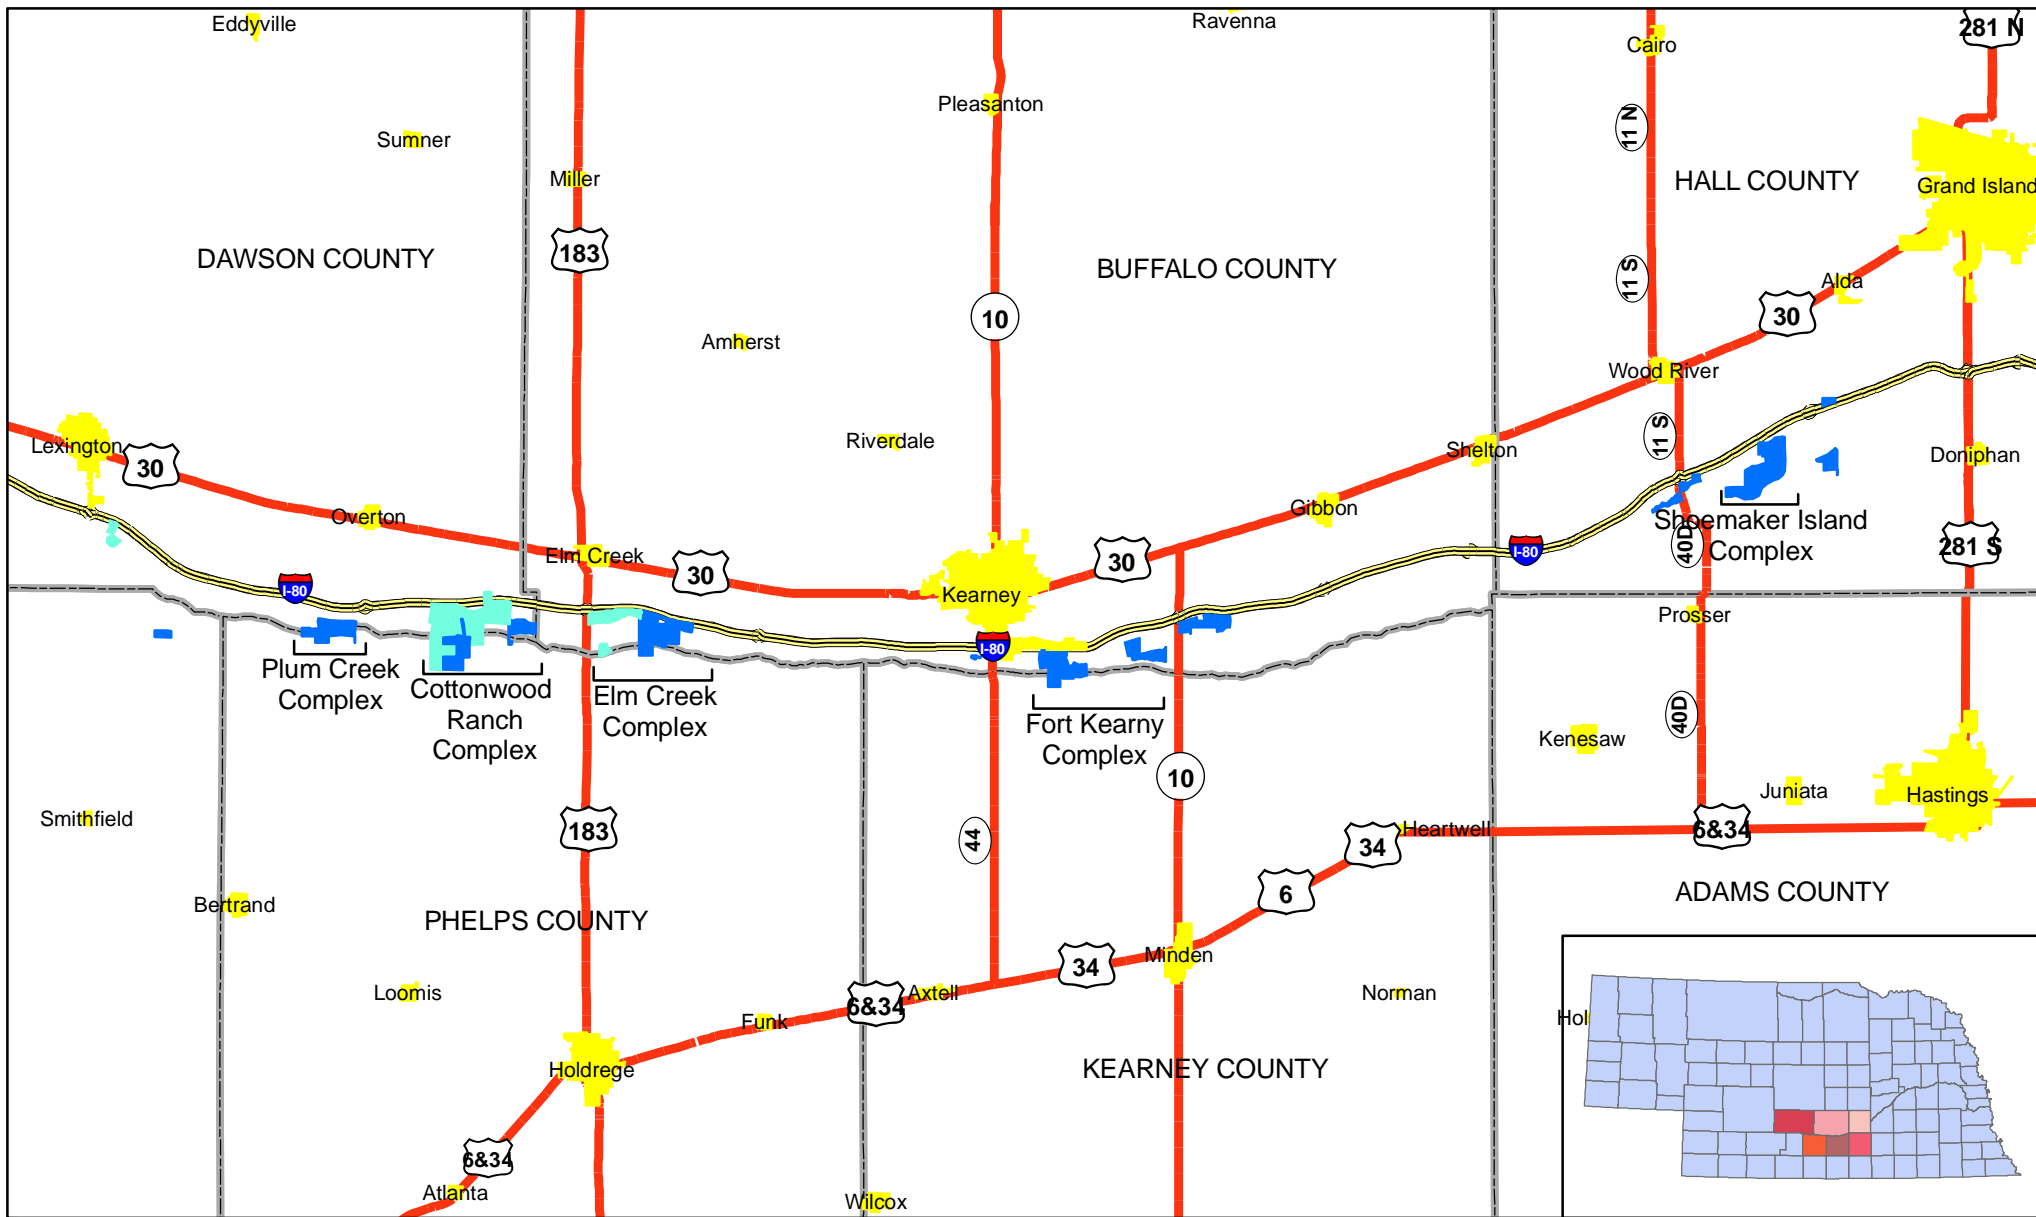 Eddyville
Ravenna
281 N
Cairo
Pleasanton
11 N
Sumner
Miller
HALL COUNTY
Grand Island
183
DAWSON COUNTY
BUFFALO COUNTY
11 S
Alda
10
30
Amherst
Wood River
Lexington
30
Riverdale
Shelton
11 S
Doniphan
Overton
Gibbon
Shoemaker Island
Complex
Elm Creek
30
30
I-80
40D
281 S
I-80
Kearney
Prosser
I-80
Plum Creek
Complex
Cottonwood
Ranch
Complex
Elm Creek
Complex
Fort Kearny
Complex
40D
Kenesaw
10
Juniata
Hastings
Smithfield
183
44
34
Heartwell
6&34
6
ADAMS COUNTY
Bertrand
PHELPS COUNTY
34
Minden
Loomis
6&34
Axtell
Norman
Funk
Hol
Holdrege
KEARNEY COUNTY
6&34
Atlanta
Wilcox